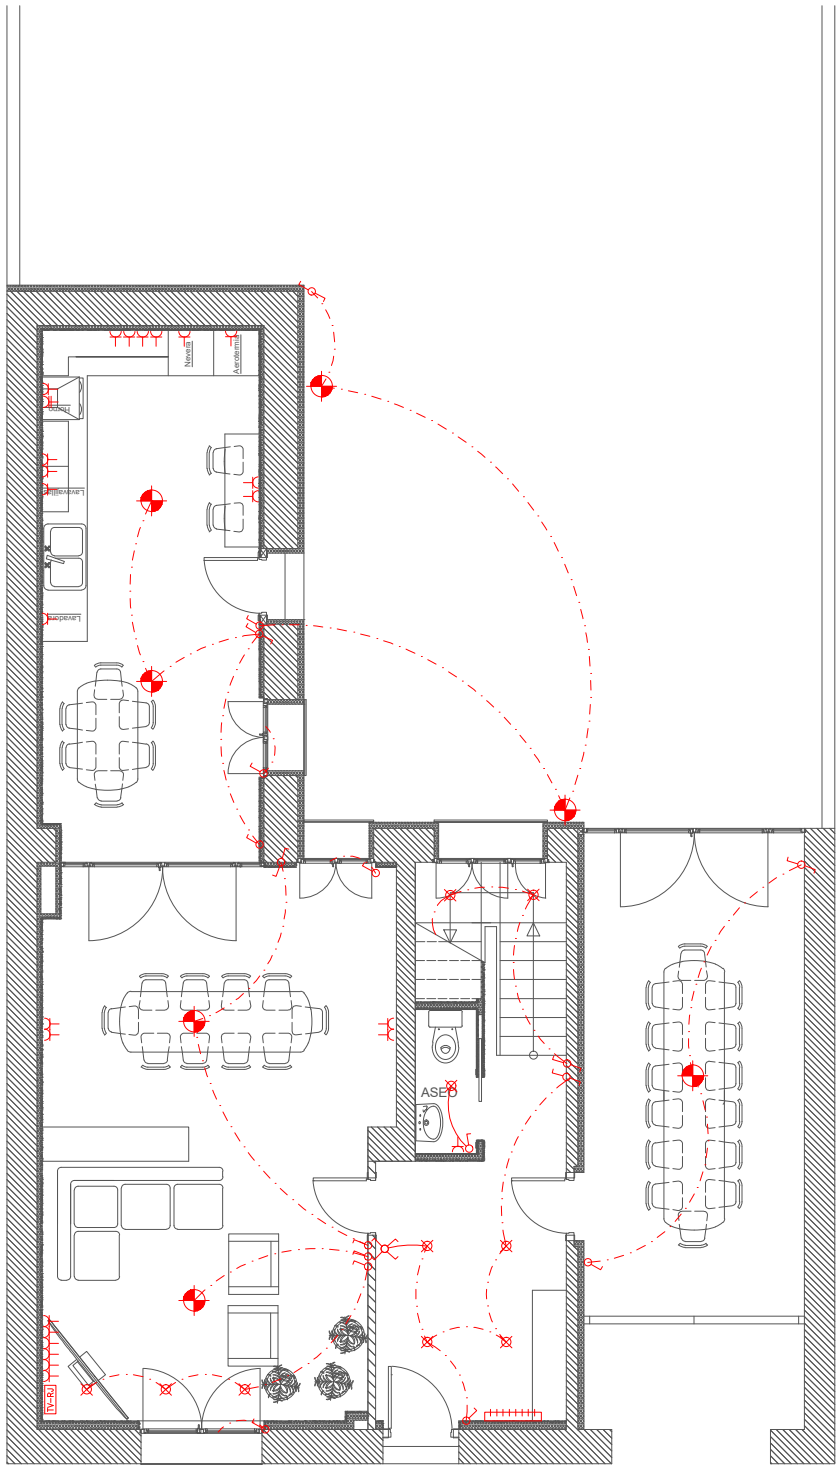 Nevera
Aerotermia
Horno
Lavavajillas
Lavadora
ASEO
TV-RJ